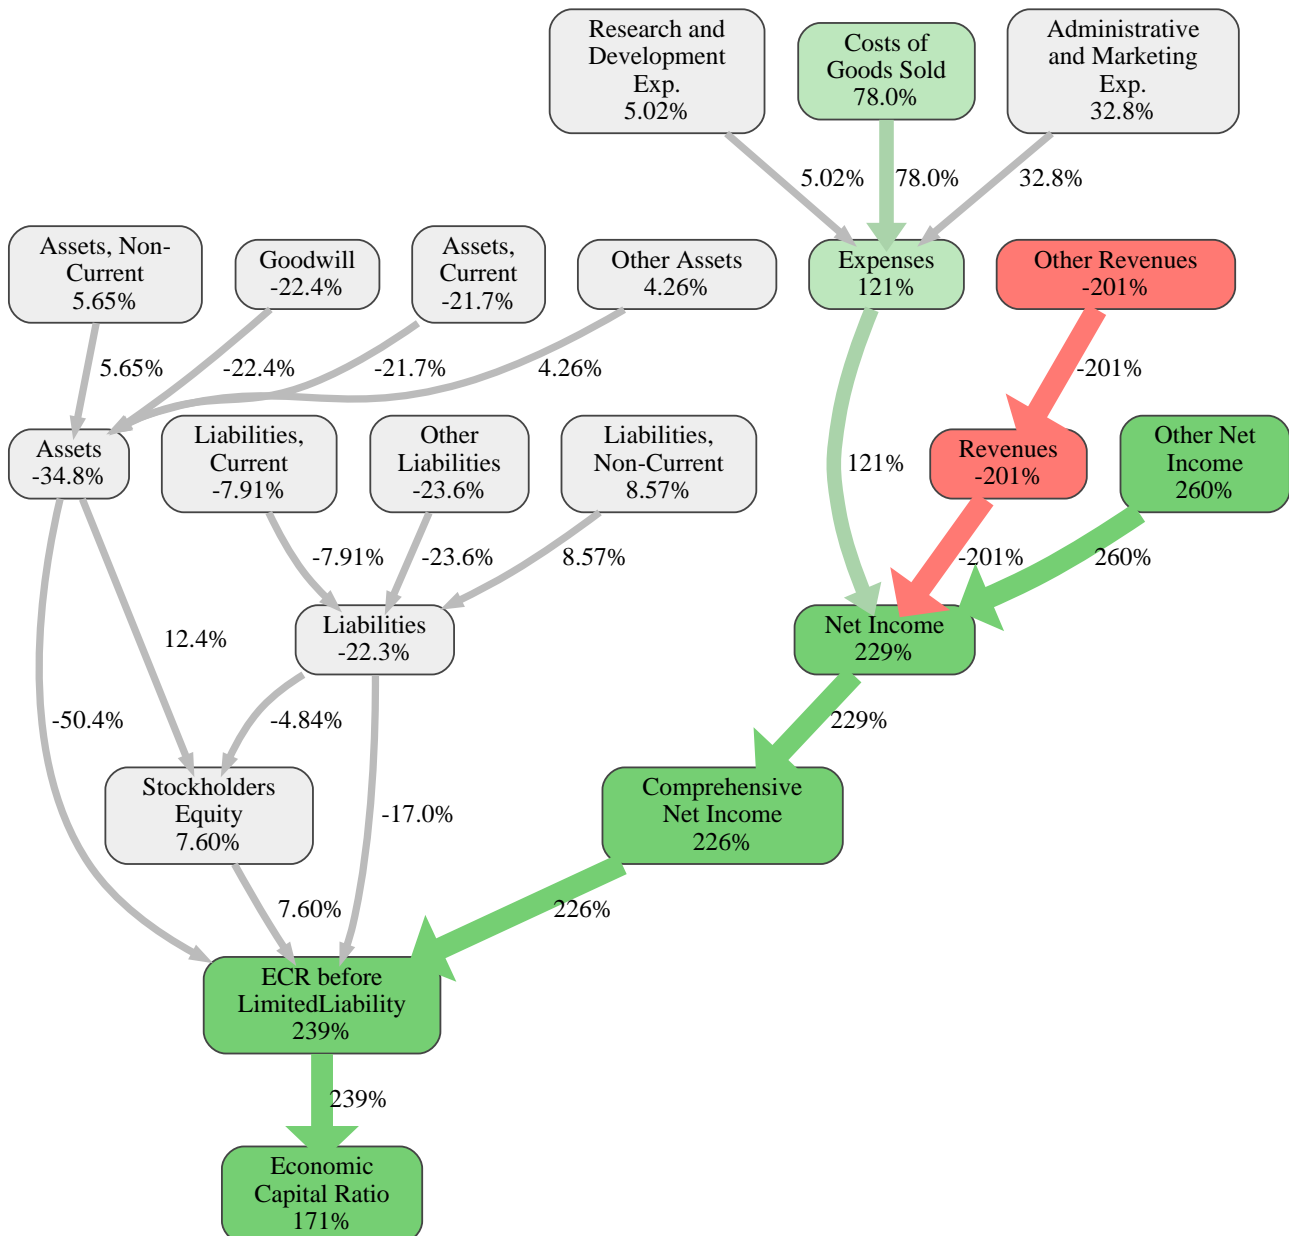 Research and
Development
Exp.
5.02%
Costs of
Goods Sold
78.0%
Administrative
and Marketing
Exp.
32.8%
5.02%
78.0%
32.8%
Assets, Non-
Current
5.65%
Goodwill
-22.4%
Assets,
Current
-21.7%
Other Assets
4.26%
Expenses
121%
Other Revenues
-201%
5.65%
-22.4%
-21.7%
4.26%
-201%
Assets
-34.8%
Liabilities,
Current
-7.91%
Other
Liabilities
-23.6%
Liabilities,
Non-Current
8.57%
121%
Revenues
-201%
Other Net
Income
260%
-7.91%
-23.6%
8.57%
-201%
260%
12.4%
Liabilities
-22.3%
Net Income
229%
-50.4%
-4.84%
229%
Stockholders
Equity
7.60%
-17.0%
Comprehensive
Net Income
226%
7.60%
226%
ECR before
LimitedLiability
239%
239%
Economic
Capital Ratio
171%